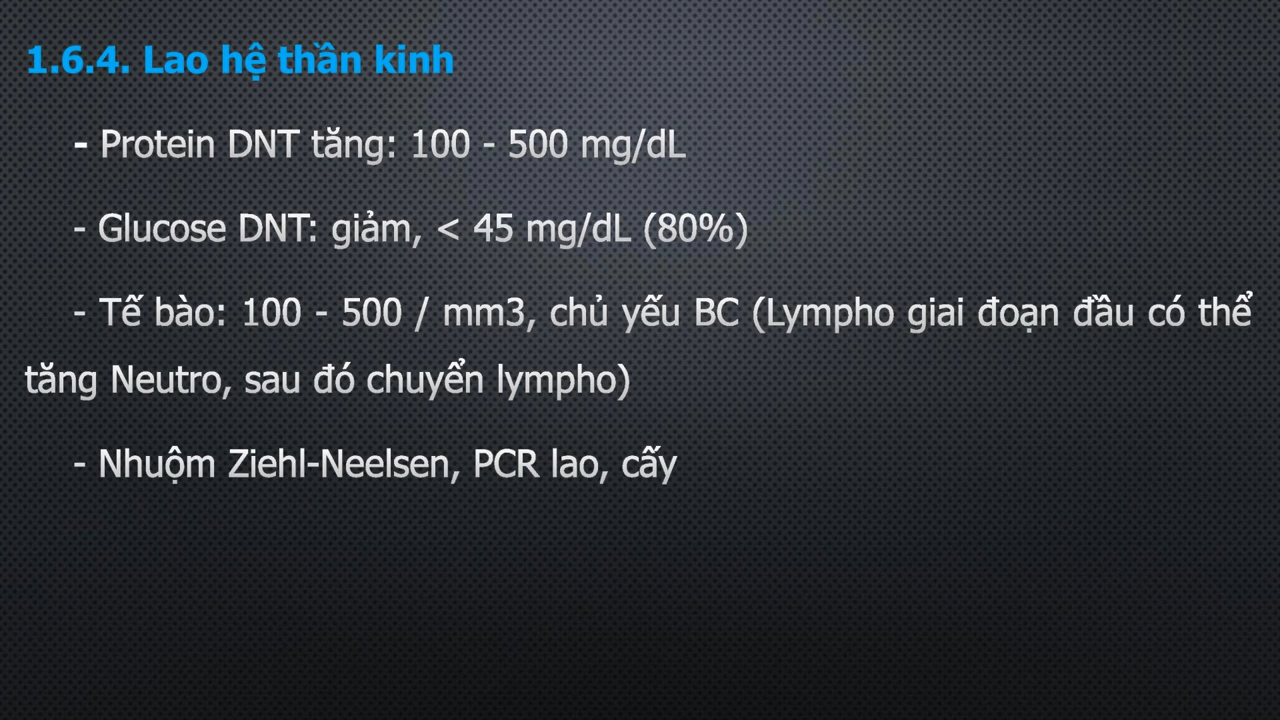 1.6.4. Lao hệ thần kinh
- Protein DNT tăng: 100 - 500 mg/dL
- Glucose DNT: giảm, < 45 mg/dL (80%)
- Tế bào: 100 - 500 / mm3, chủ yếu BC (Lympho giai đoạn đầu có thể
tăng Neutro, sau đó chuyển lympho)
- Nhuộm Ziehl-Neelsen, PCR lao, cấy